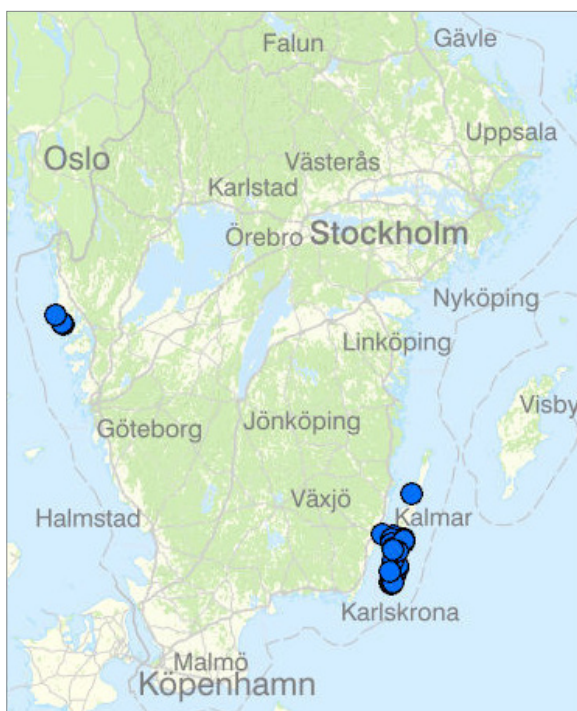 Falun
Gävle
Uppsala
Oslo
Västerås
Karlstad
Örebro
Stockholm
Nyköping
Linköping
Visby
Göteborg
Jönköping
Växjö
Halmstad
Kalmar
Karlskrona
Malmö
Köpenhamn